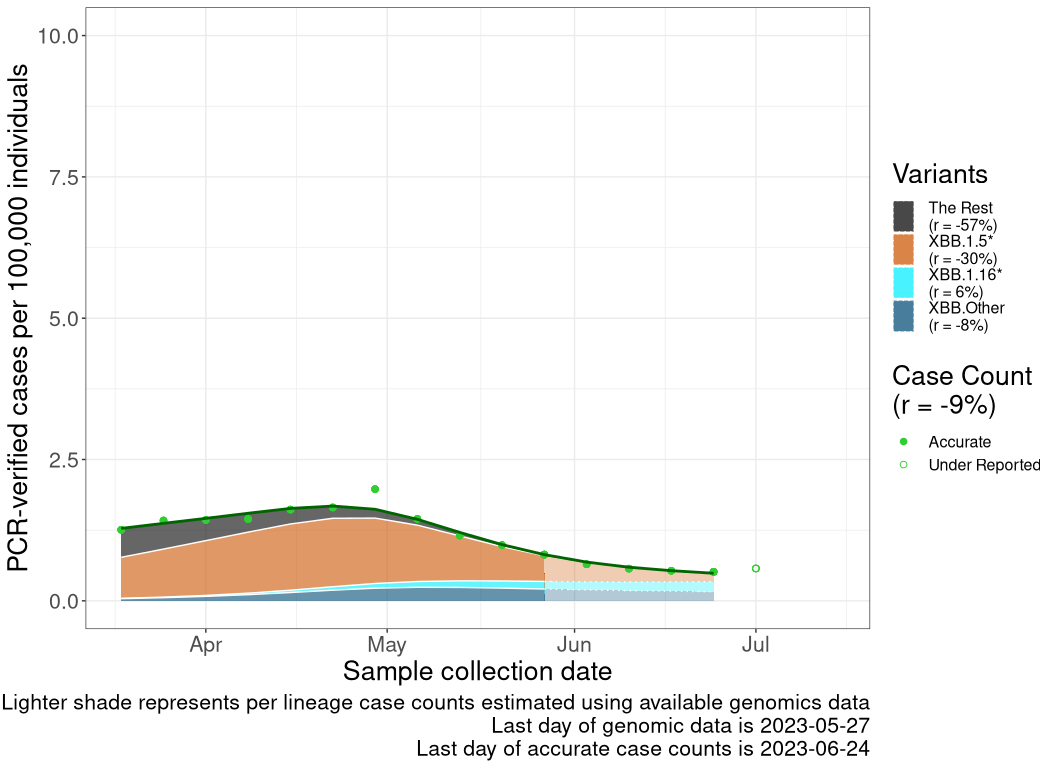 PCR-verified cases per 100,000 individuals
10.0
7.5
5.0
2.5
0.0
Apr
May
Jun
Jul
Sample collection date
Variants
The Rest
(r = -57%)
XBB.1.5*
(r = -30%)
XBB.1.16*
(r = 6%)
XBB.Other
(r = -8%)
Case Count
(r = -9%)
Accurate
Under Reported
Lighter shade represents per lineage case counts estimated using available genomics data
Last day of genomic data is 2023-05-27
Last day of accurate case counts is 2023-06-24